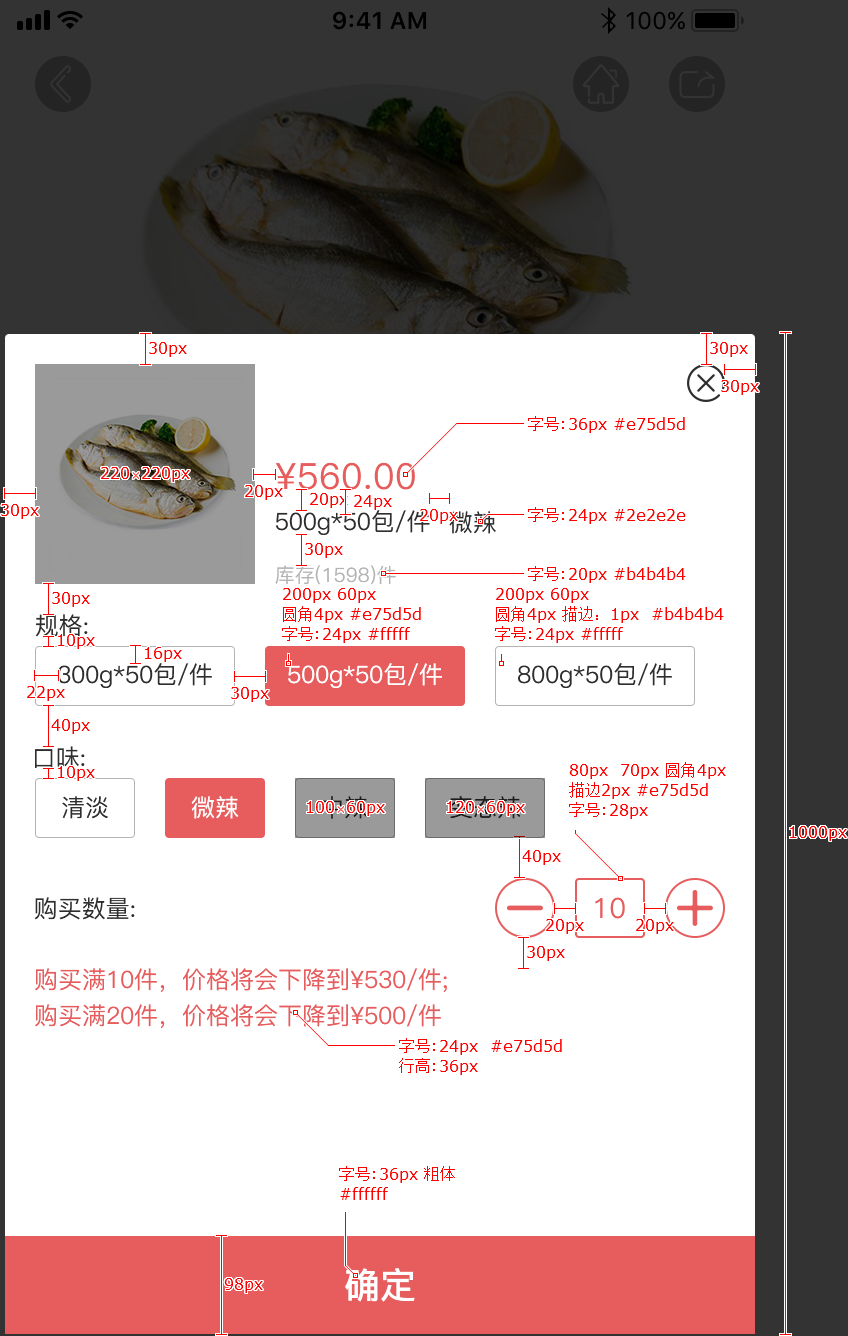 9:41 AM
100%
30px
30px
30px
字号:36px #e75d5d
220×220px
¥560.00
20px
30px
20px
24px
20px
字号:24px #2e2e2e
500g*50包/件 微辣
30px
库存(1598)件
字号:20px #b4b4b4
30px
200px 60px
圆角4px #e75d5d
字号:24px #fffff
200px 60px
圆角4px 描边：1px #b4b4b4
字号:24px #fffff
规格:
10px
16px
300g*50包/件
500g*50包/件
800g*50包/件
22px
30px
40px
口味:
10px
80px 70px 圆角4px
描边2px #e75d5d
字号:28px
清淡
微辣
中辣
100×60px
变态辣
120×60px
1000px
40px
购买数量:
10
20px
20px
30px
购买满10件，价格将会下降到¥530/件;
购买满20件，价格将会下降到¥500/件
字号:24px #e75d5d
行高:36px
字号:36px 粗体
#ffffff
98px
确定